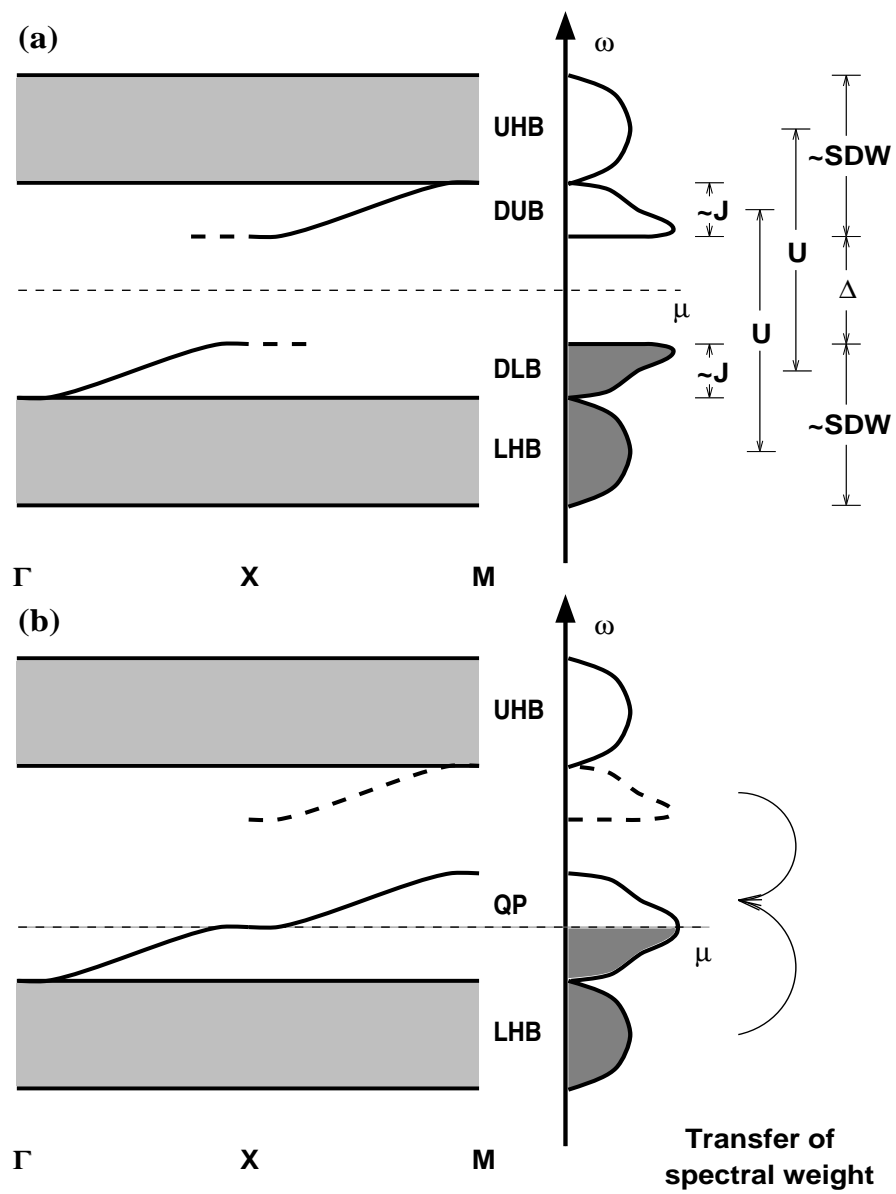 (a)
ω
UHB
~SDW
DUB
~J
U
Δ
μ
U
DLB
~J
~SDW
LHB
Γ X M
(b)
ω
UHB
QP
μ
LHB
Γ X M
Transfer of
spectral weight